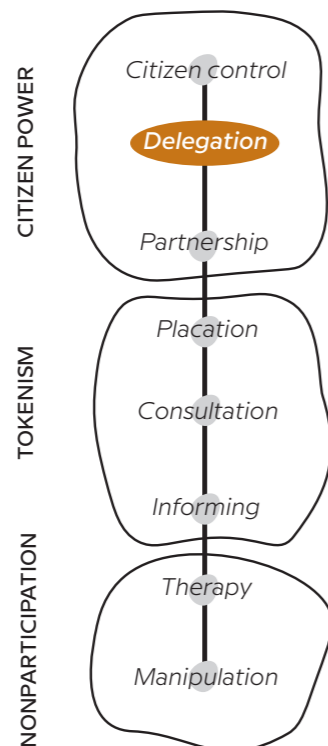 CITIZEN POWER
Citizen control
Delegation
Partnership
TOKENISM
Placation
Consultation
Informing
NONPARTICIPATION
Therapy
Manipulation